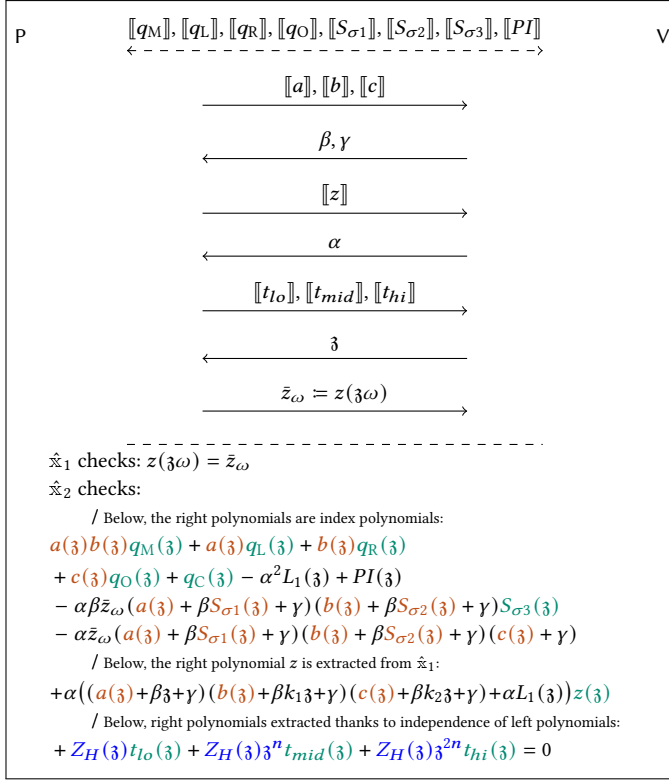 P ⟦q_M⟧, ⟦q_L⟧, ⟦q_R⟧, ⟦q_O⟧, ⟦S_σ1⟧, ⟦S_σ2⟧, ⟦S_σ3⟧, ⟦PI⟧ V
⟦a⟧, ⟦b⟧, ⟦c⟧
β, γ
⟦z⟧
α
⟦t_lo⟧, ⟦t_mid⟧, ⟦t_hi⟧
𝔷
z̄_ω ≔ z(𝔷ω)
𝕩̂_1 checks: z(𝔷ω) = z̄_ω
𝕩̂_2 checks:
/ Below, the right polynomials are index polynomials:
a(𝔷)b(𝔷)q_M(𝔷) + a(𝔷)q_L(𝔷) + b(𝔷)q_R(𝔷)
+ c(𝔷)q_O(𝔷) + q_C(𝔷) − α²L_1(𝔷) + PI(𝔷)
− αβz̄_ω(a(𝔷) + βS_σ1(𝔷) + γ)(b(𝔷) + βS_σ2(𝔷) + γ)S_σ3(𝔷)
− αz̄_ω(a(𝔷) + βS_σ1(𝔷) + γ)(b(𝔷) + βS_σ2(𝔷) + γ)(c(𝔷) + γ)
/ Below, the right polynomial z is extracted from 𝕩̂_1:
+α((a(𝔷)+β𝔷+γ)(b(𝔷)+βk_1𝔷+γ)(c(𝔷)+βk_2𝔷+γ)+αL_1(𝔷))z(𝔷)
/ Below, right polynomials extracted thanks to independence of left polynomials:
+ Z_H(𝔷)t_lo(𝔷) + Z_H(𝔷)𝔷^n t_mid(𝔷) + Z_H(𝔷)𝔷^{2n} t_hi(𝔷) = 0